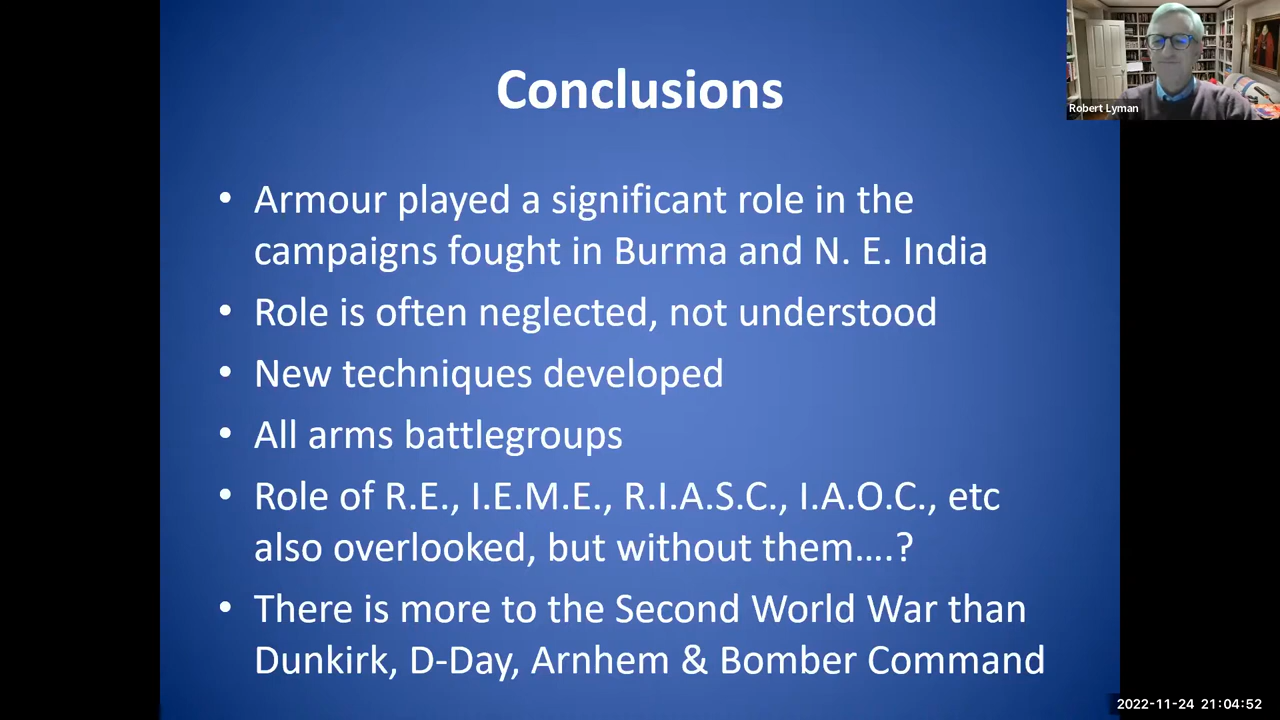 Conclusions
• Armour played a significant role in the
campaigns fought in Burma and N. E. India
• Role is often neglected, not understood
• New techniques developed
• All arms battlegroups
• Role of R.E., I.E.M.E., R.I.A.S.C., I.A.O.C., etc
also overlooked, but without them....?
• There is more to the Second World War than
Dunkirk, D-Day, Arnhem & Bomber Command
Robert Lyman
2022-11-24 21:04:52